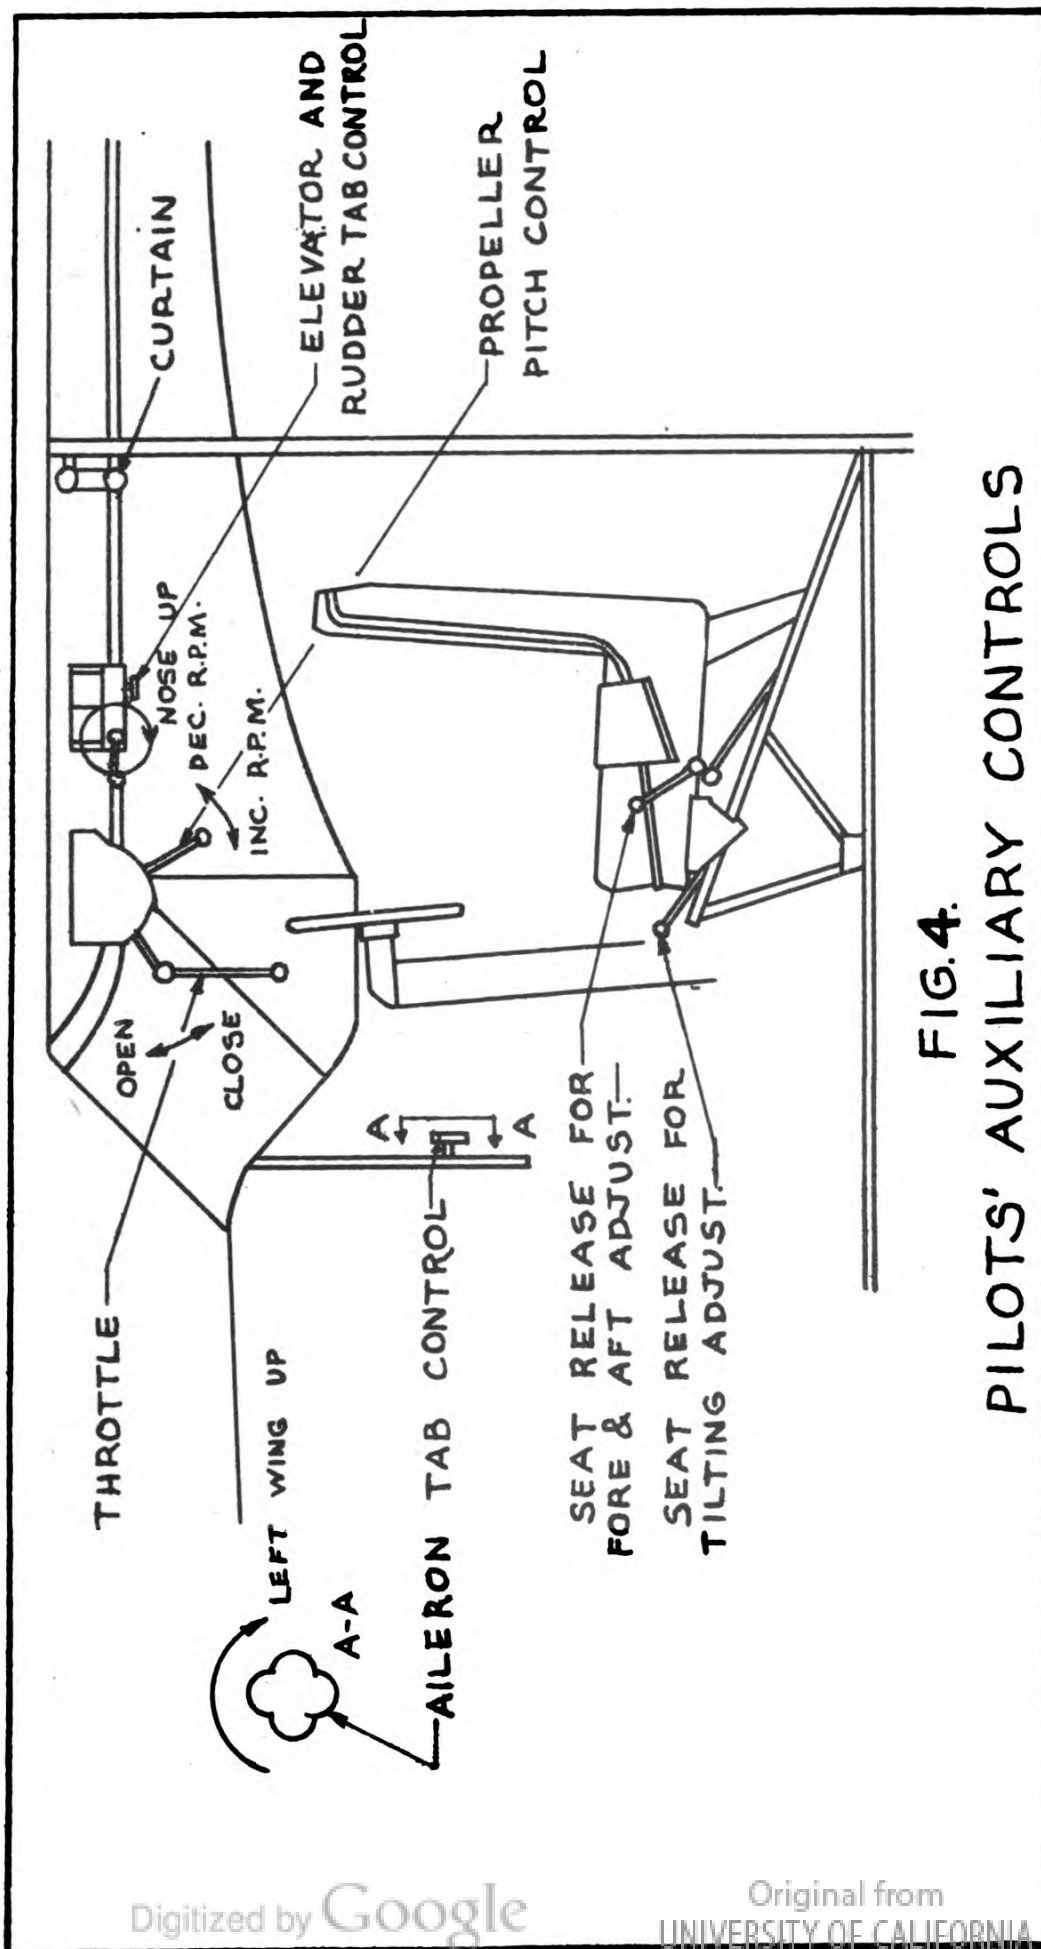 THROTTLE
OPEN
CLOSE
NOSE UP
DEC. R.P.M.
INC. R.P.M.
CURTAIN
ELEVATOR AND
RUDDER TAB CONTROL
PROPELLER
PITCH CONTROL
LEFT WING UP
A-A
A
A
AILERON TAB CONTROL
SEAT RELEASE FOR
FORE & AFT ADJUST.
SEAT RELEASE FOR
TILTING ADJUST.
FIG. 4.
PILOTS' AUXILIARY CONTROLS
Digitized by Google
Original from
UNIVERSITY OF CALIFORNIA